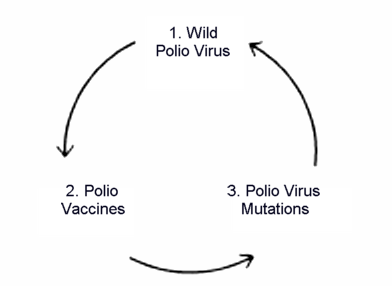 1. Wild
Polio Virus
2. Polio
Vaccines
3. Polio Virus
Mutations